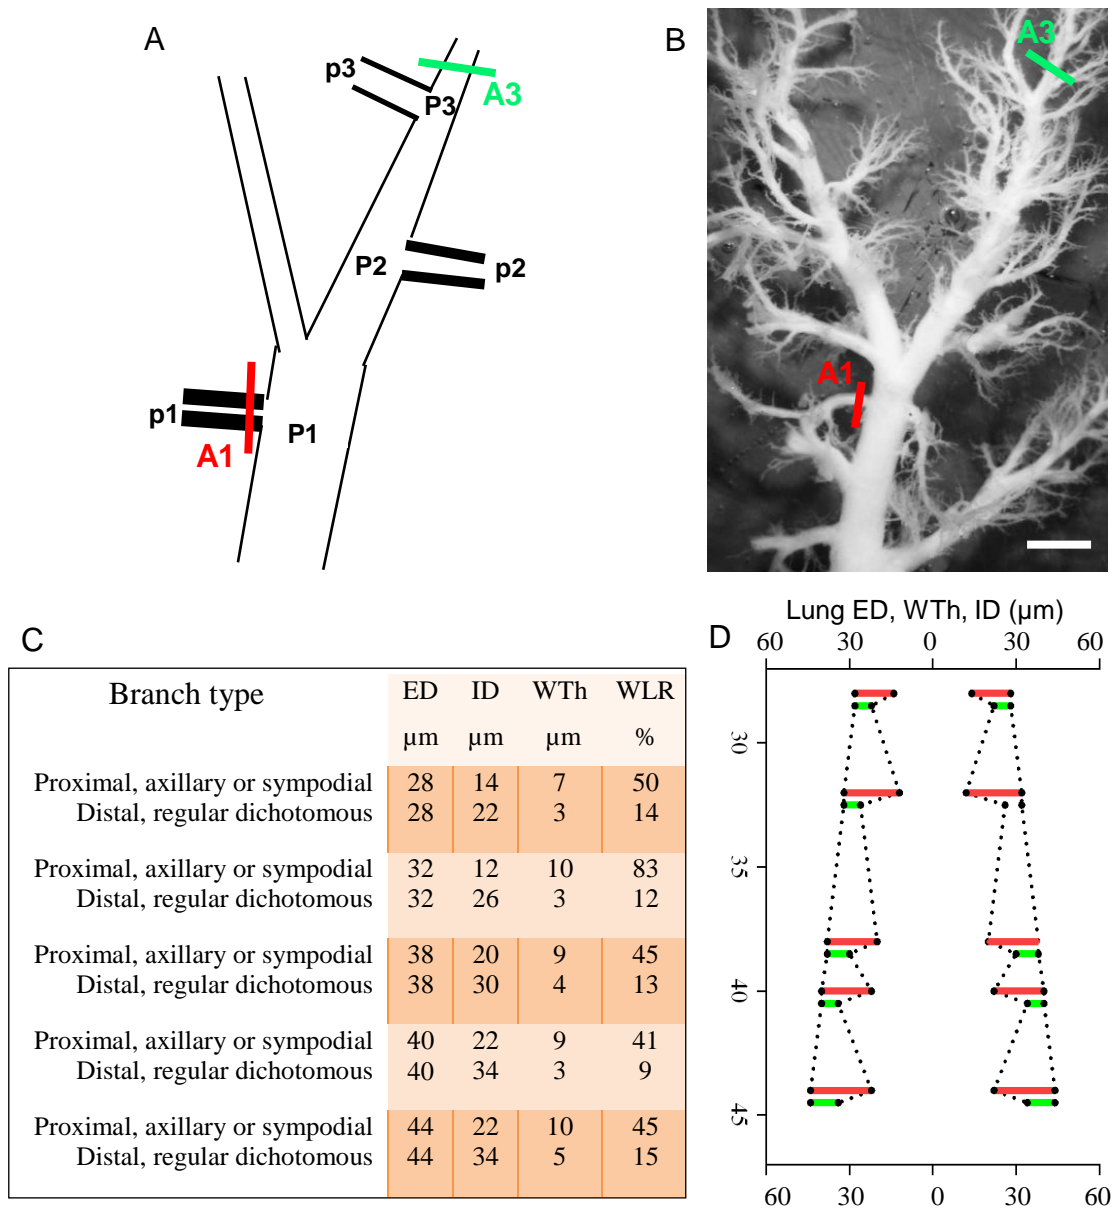 A
p3
P3
A3
P2
p2
p1
A1
P1
B
A3
A1
C
Branch type ED ID WTh WLR
µm µm µm %
Proximal, axillary or sympodial 28 14 7 50
Distal, regular dichotomous 28 22 3 14
Proximal, axillary or sympodial 32 12 10 83
Distal, regular dichotomous 32 26 3 12
Proximal, axillary or sympodial 38 20 9 45
Distal, regular dichotomous 38 30 4 13
Proximal, axillary or sympodial 40 22 9 41
Distal, regular dichotomous 40 34 3 9
Proximal, axillary or sympodial 44 22 10 45
Distal, regular dichotomous 44 34 5 15
D
Lung ED, WTh, ID (µm)
60 30 0 30 60
30
35
40
45
60 30 0 30 60